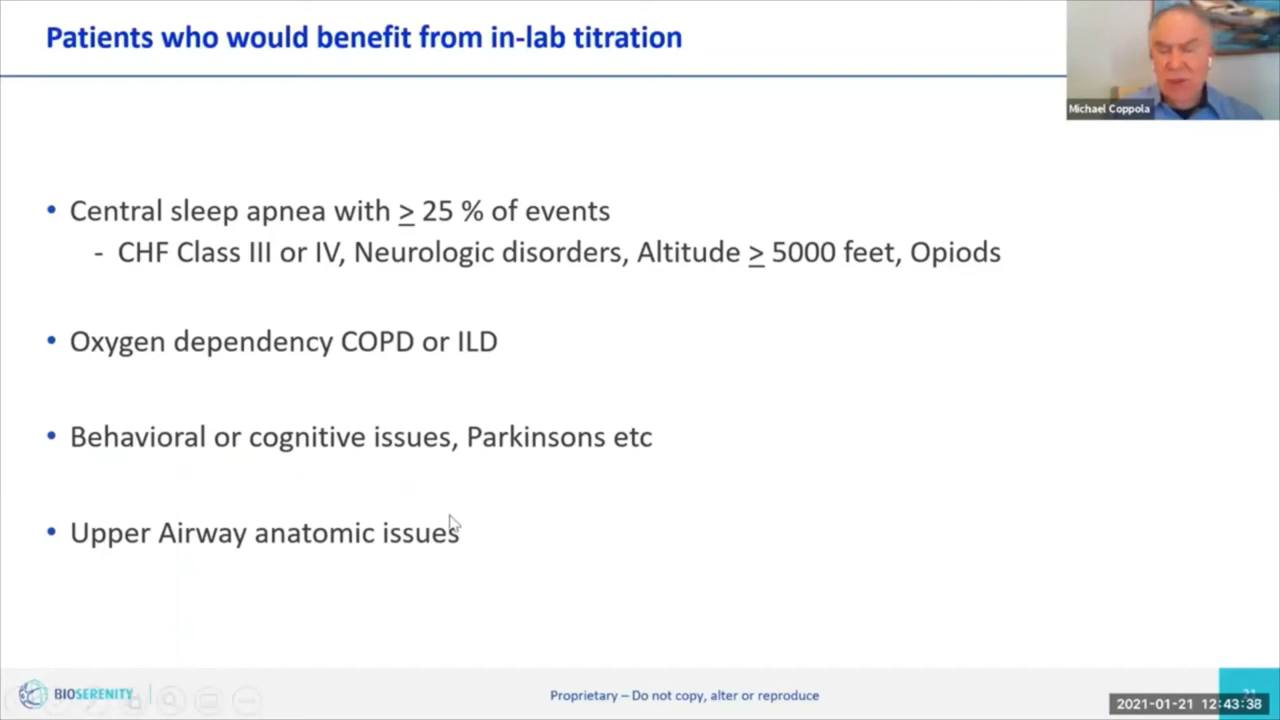 Patients who would benefit from in-lab titration
Michael Coppola
• Central sleep apnea with ≥ 25 % of events
- CHF Class III or IV, Neurologic disorders, Altitude ≥ 5000 feet, Opiods
• Oxygen dependency COPD or ILD
• Behavioral or cognitive issues, Parkinsons etc
• Upper Airway anatomic issues
BIOSERENITY
Proprietary – Do not copy, alter or reproduce
2021-01-21 12:43:38